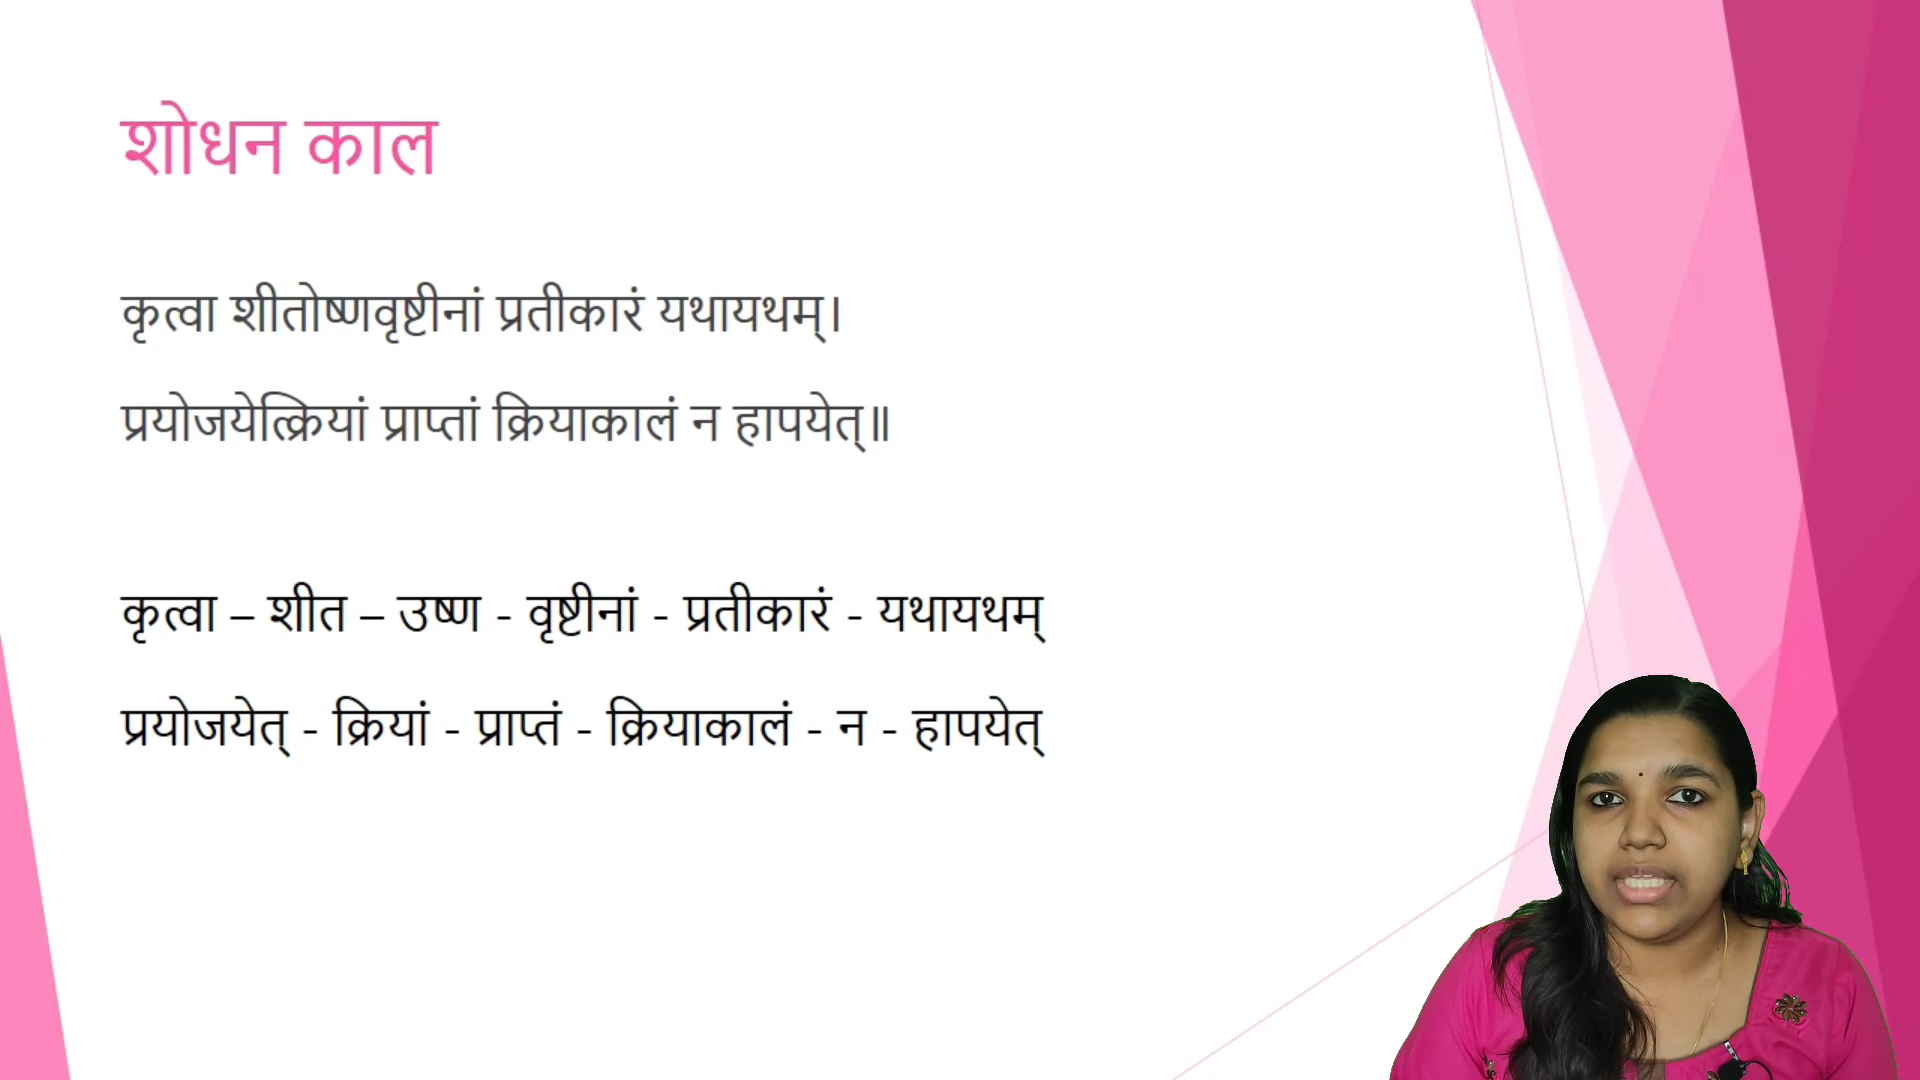 शोधन काल
कृत्वा शीतोष्णवृष्टीनां प्रतीकारं यथायथम्।
प्रयोजयेत्क्रियां प्राप्तां क्रियाकालं न हापयेत्॥
कृत्वा – शीत – उष्ण - वृष्टीनां - प्रतीकारं - यथायथम्
प्रयोजयेत् - क्रियां - प्राप्तं - क्रियाकालं - न - हापयेत्